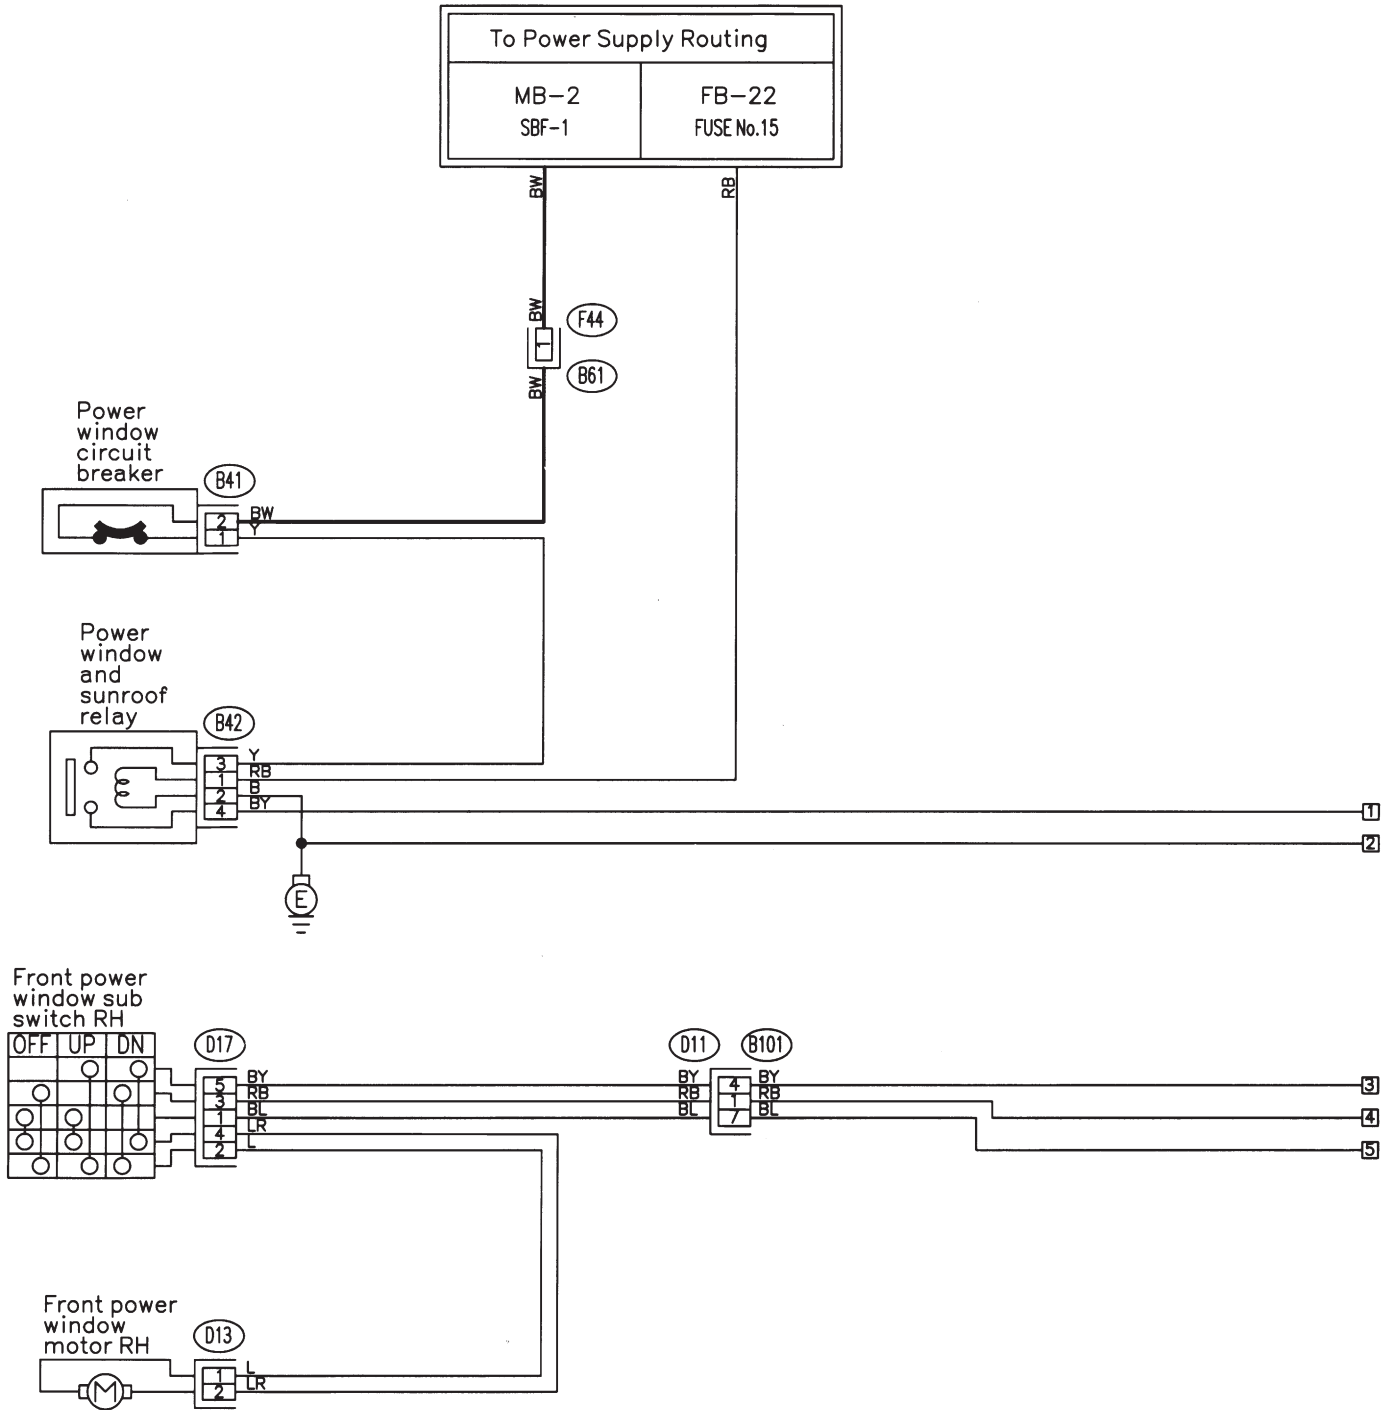 To Power Supply Routing
MB-2
FB-22
SBF-1
FUSE No.15
BW
RB
BW
F44
1
B61
BW
Power
window
circuit
breaker
B41
BW
2
Y
1
Power
window
and
sunroof
relay
B42
Y
3
RB
1
B
2
BY
4
1
2
E
Front power
window sub
switch RH
OFF UP DN
D17
D11
B101
BY
5
RB
3
BL
1
LR
4
L
2
BY
4
BY
RB
1
RB
BL
7
BL
3
4
5
Front power
window
motor RH
D13
M
L
1
LR
2